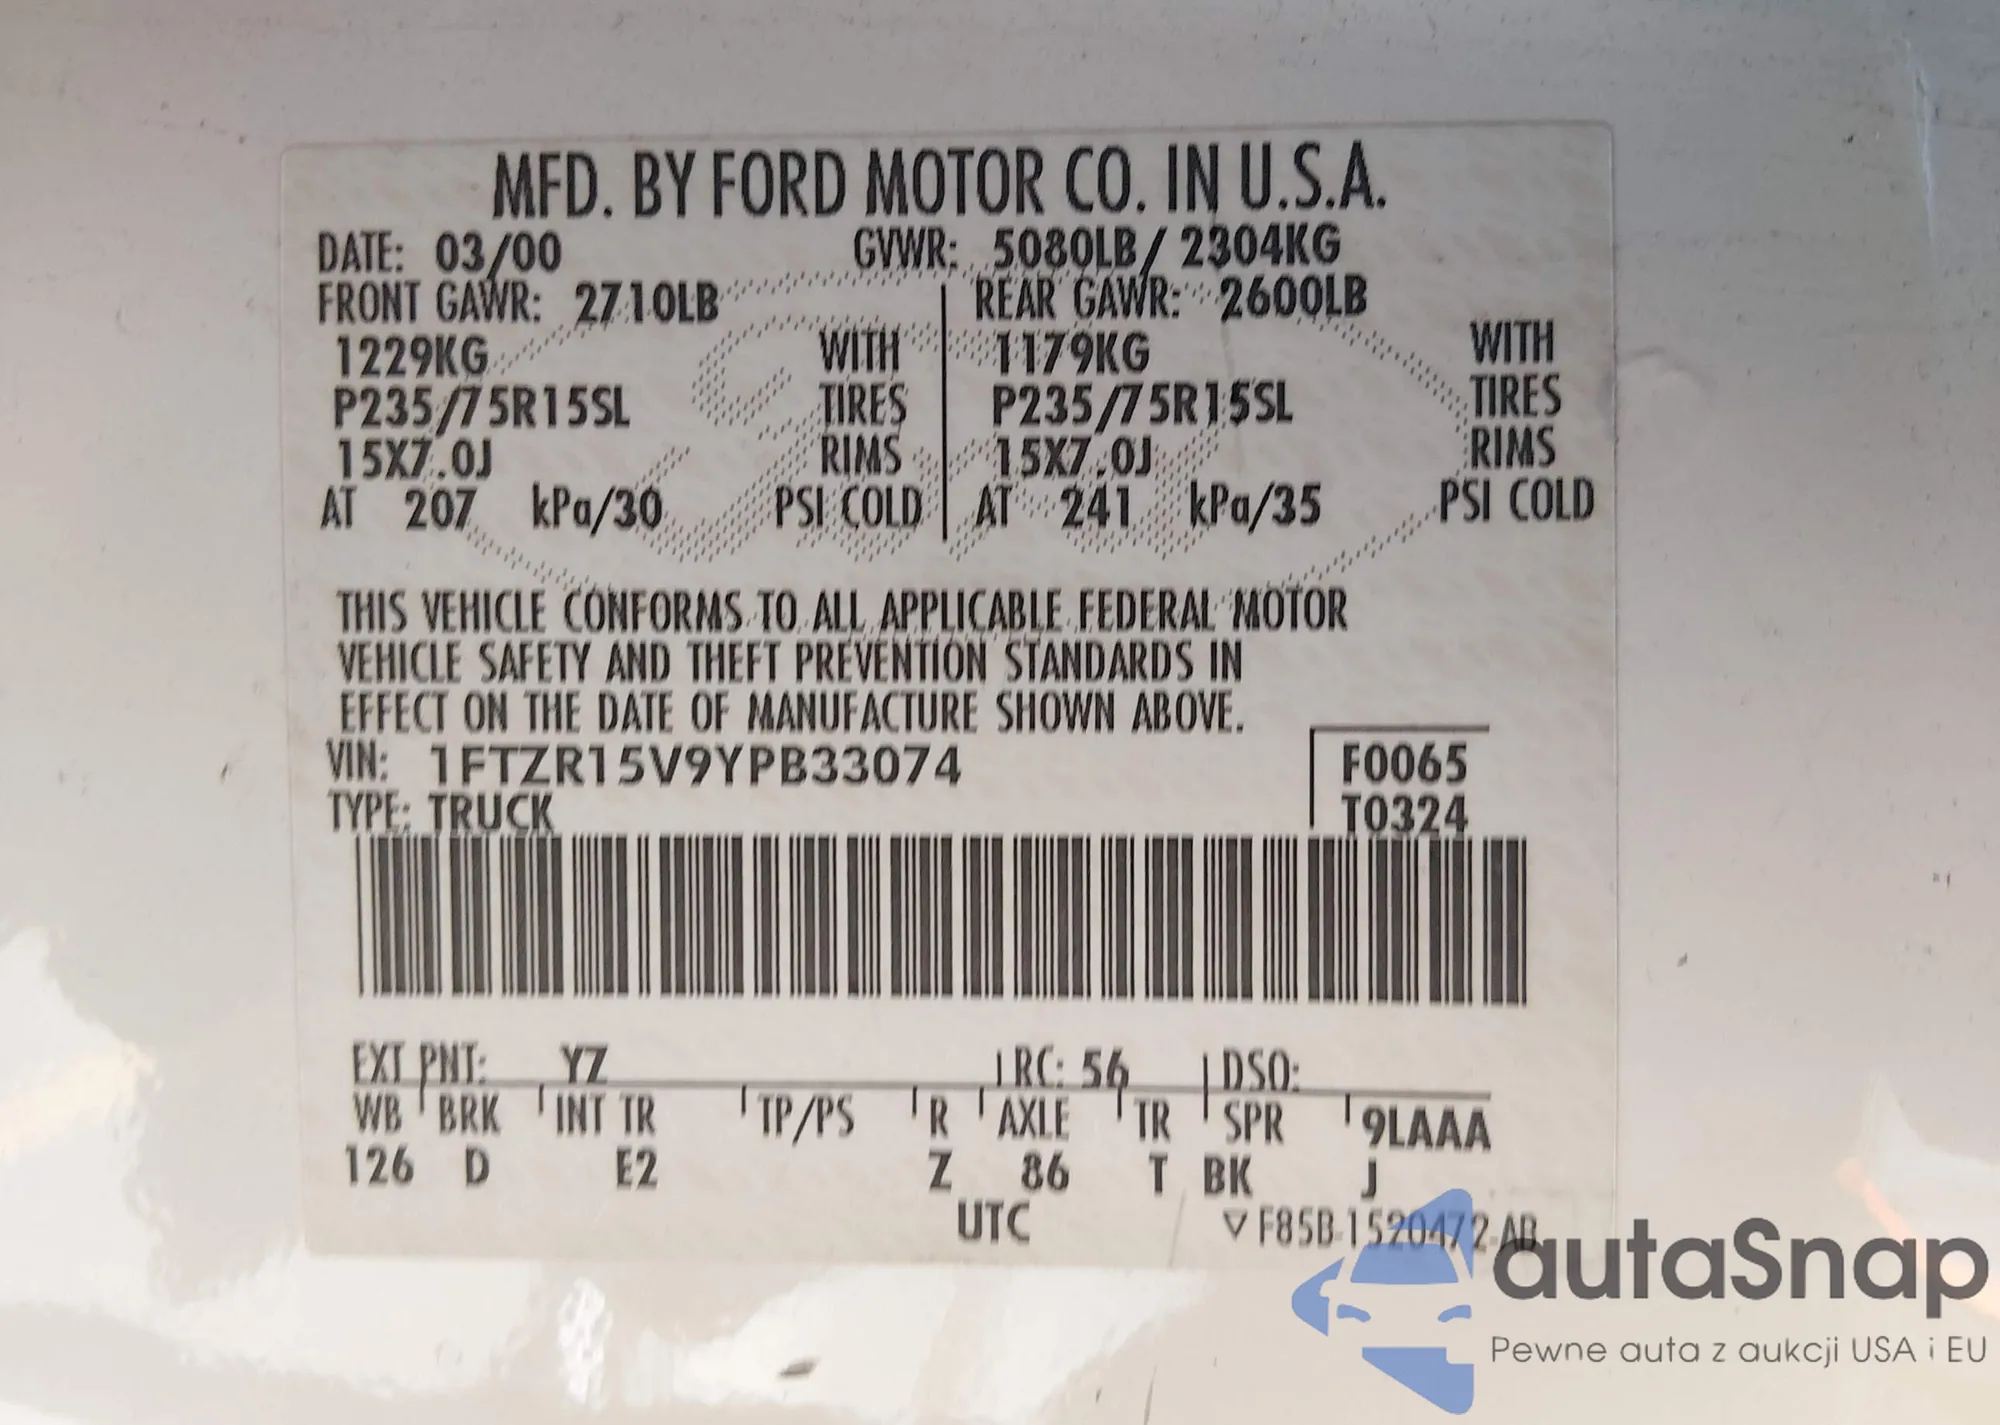 MFD. BY FORD MOTOR CO. IN U.S.A.
DATE: 03/00 GVWR: 5080LB/ 2304KG
FRONT GAWR: 2710LB REAR GAWR: 2600LB
1229KG WITH 1179KG WITH
P235/75R15SL TIRES P235/75R15SL TIRES
15X7.0J RIMS 15X7.0J RIMS
AT 207 kPa/30 PSI COLD AT 241 kPa/35 PSI COLD
THIS VEHICLE CONFORMS TO ALL APPLICABLE FEDERAL MOTOR
VEHICLE SAFETY AND THEFT PREVENTION STANDARDS IN
EFFECT ON THE DATE OF MANUFACTURE SHOWN ABOVE.
VIN: 1FTZR15V9YPB33074 F0065
TYPE: TRUCK T0324
EXT PNT: YZ RC: 56 DSO:
WB BRK INT TR TP/PS R AXLE TR SPR 9LAAA
126 D E2 Z 86 T BK J
UTC ▽F85B-1520472-AB
autaSnap
Pewne auta z aukcji USA i EU